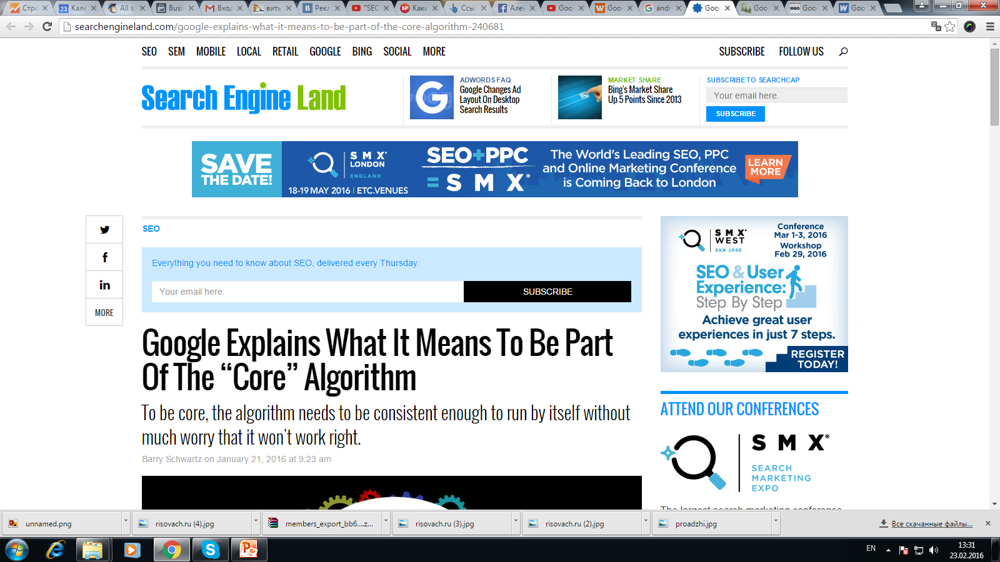 Стра
23 Кале
All su
Busi
Вход
вить
Рекл
"SEC
Каки
Ссыл
Але
Goo
Goo
andr
Goo
Goo
Goo
Goo
searchengineland.com/google-explains-what-it-means-to-be-part-of-the-core-algorithm-240681
SEO SEM MOBILE LOCAL RETAIL GOOGLE BING SOCIAL MORE SUBSCRIBE FOLLOW US
Search Engine Land
ADWORDS FAQ
Google Changes Ad
Layout On Desktop
Search Results
MARKET SHARE
Bing's Market Share
Up 5 Points Since 2013
SUBSCRIBE TO SEARCHCAP
Your email here.
SUBSCRIBE
SAVE
THE DATE!
SMX
LONDON
ENGLAND
18-19 MAY 2016 | ETC.VENUES
SEO+PPC
= SMX®
The World's Leading SEO, PPC
and Online Marketing Conference
is Coming Back to London
LEARN
MORE
MORE
SEO
Everything you need to know about SEO, delivered every Thursday.
Your email here.
SUBSCRIBE
Google Explains What It Means To Be Part
Of The “Core” Algorithm
To be core, the algorithm needs to be consistent enough to run by itself without
much worry that it won't work right.
Barry Schwartz on January 21, 2016 at 9:23 am
SMX
WEST
SAN JOSE
Conference
Mar 1-3, 2016
Workshop
Feb 29, 2016
SEO & User
Experience:
Step By Step
Achieve great user
experiences in just 7 steps.
REGISTER
TODAY!
ATTEND OUR CONFERENCES
SMX®
SEARCH
MARKETING
EXPO
The largest search marketing conference
unnamed.png
risovach.ru (4).jpg
members_export_bb6....z...
risovach.ru (3).jpg
risovach.ru (2).jpg
proadzhi.jpg
Все скачанные файлы...
EN
13:31
23.02.2016